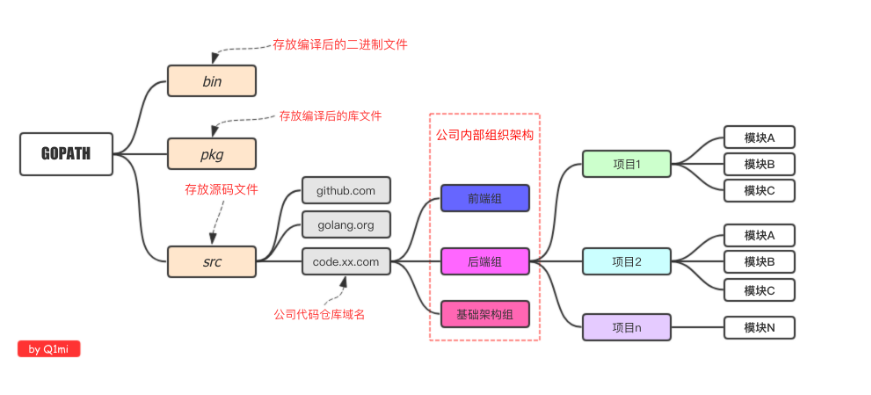 存放编译后的二进制文件
bin
存放编译后的库文件
公司内部组织架构
模块A
GOPATH
pkg
项目1
模块B
存放源码文件
github.com
前端组
模块C
golang.org
模块A
src
code.xx.com
后端组
项目2
模块B
模块C
公司代码仓库域名
基础架构组
项目n
模块N
by Q1mi